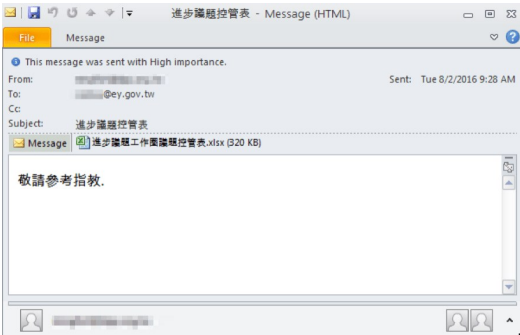 進步議題控管表 - Message (HTML)
File Message
This message was sent with High importance.
From: Sent: Tue 8/2/2016 9:28 AM
To: @ey.gov.tw
Cc:
Subject: 進步議題控管表
Message 進步議題工作圈議題控管表.xlsx (320 KB)
敬請參考指教.